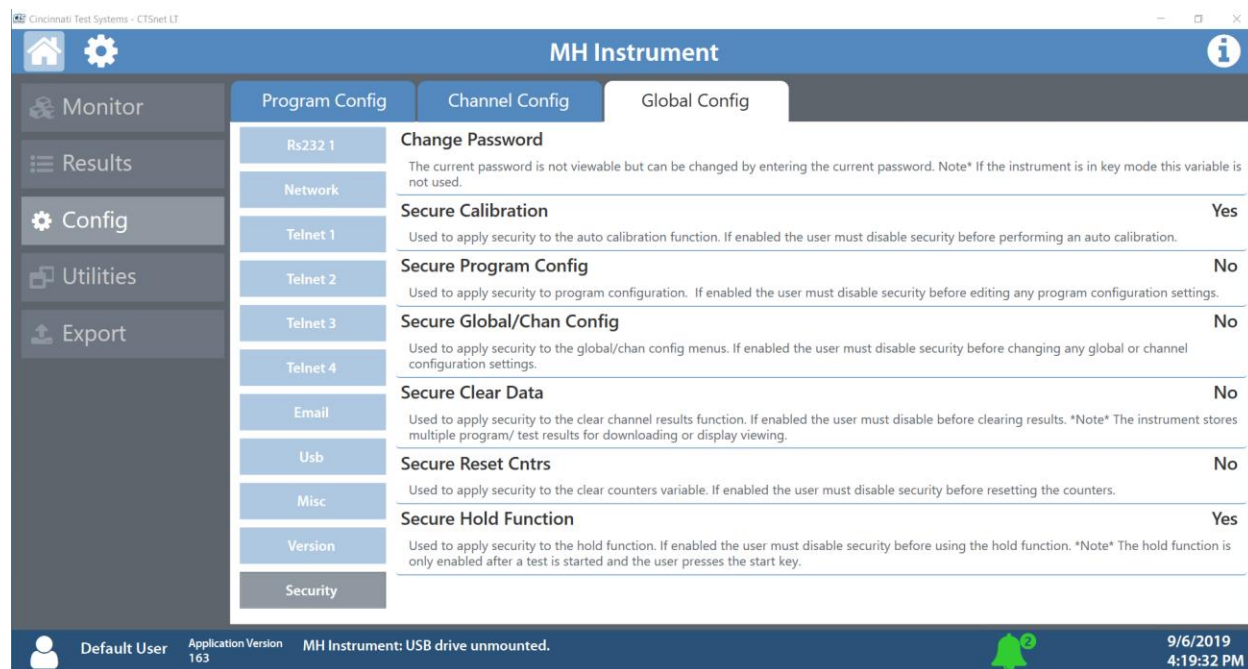 Cincinnati Test Systems - CTSnet LT
MH Instrument
Monitor
Results
Config
Utilities
Export
Program Config
Channel Config
Global Config
Rs232 1
Network
Telnet 1
Telnet 2
Telnet 3
Telnet 4
Email
Usb
Misc
Version
Security
Change Password
The current password is not viewable but can be changed by entering the current password. Note* If the instrument is in key mode this variable is
not used.
Secure Calibration Yes
Used to apply security to the auto calibration function. If enabled the user must disable security before performing an auto calibration.
Secure Program Config No
Used to apply security to program configuration. If enabled the user must disable security before editing any program configuration settings.
Secure Global/Chan Config No
Used to apply security to the global/chan config menus. If enabled the user must disable security before changing any global or channel
configuration settings.
Secure Clear Data No
Used to apply security to the clear channel results function. If enabled the user must disable before clearing results. *Note* The instrument stores
multiple program/ test results for downloading or display viewing.
Secure Reset Cntrs No
Used to apply security to the clear counters variable. If enabled the user must disable security before resetting the counters.
Secure Hold Function Yes
Used to apply security to the hold function. If enabled the user must disable security before using the hold function. *Note* The hold function is
only enabled after a test is started and the user presses the start key.
Default User
Application Version
163
MH Instrument: USB drive unmounted.
2
9/6/2019
4:19:32 PM